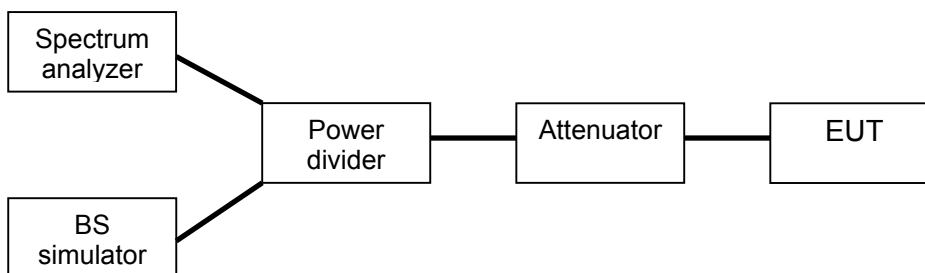 Spectrum
analyzer
Power
divider
Attenuator
EUT
BS
simulator